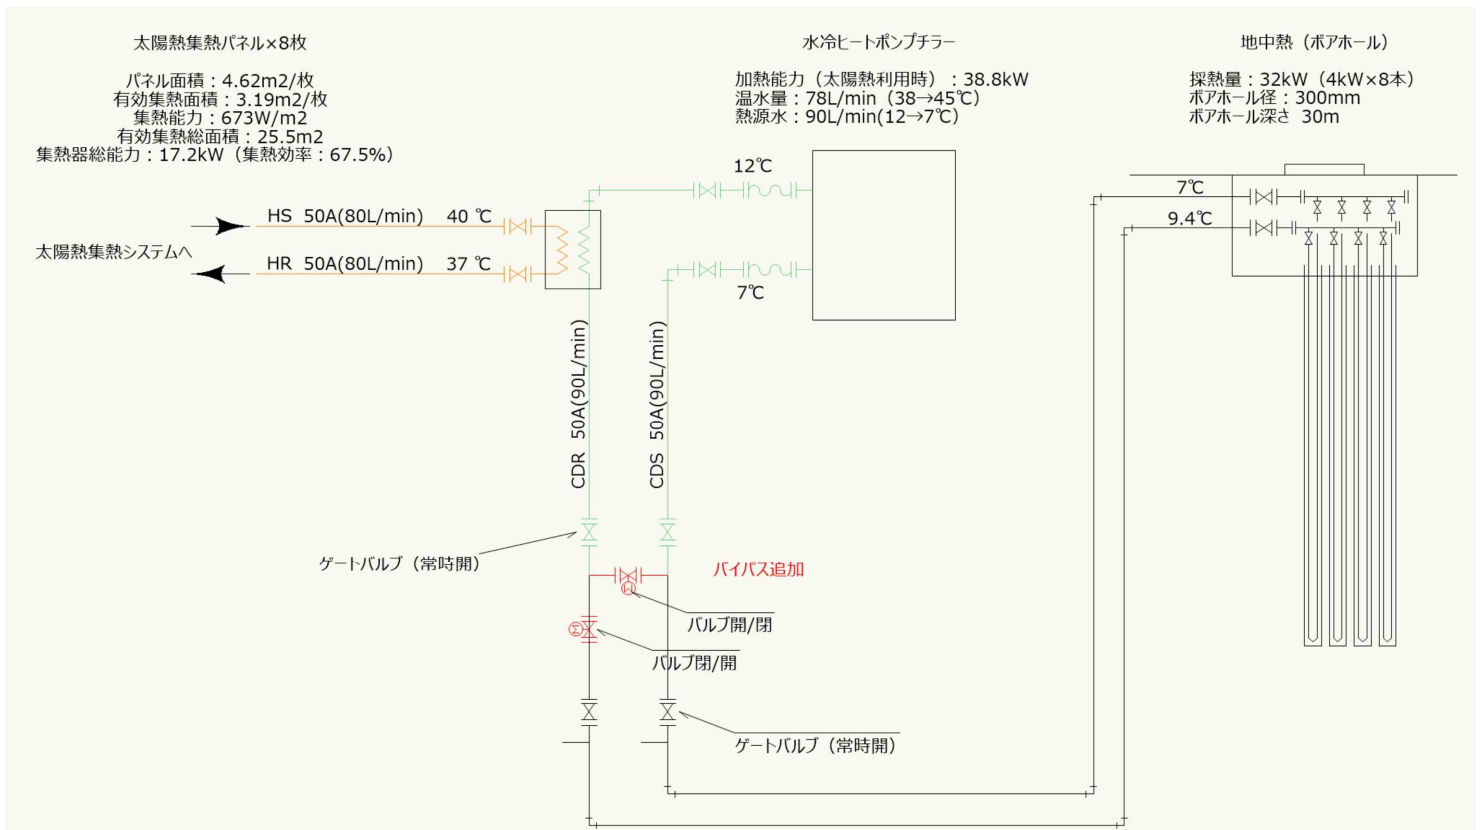 太陽熱集熱パネル×8枚
パネル面積：4.62m2/枚
有効集熱面積：3.19m2/枚
集熱能力：673W/m2
有効集熱総面積：25.5m2
集熱器総能力：17.2kW（集熱効率：67.5%）
水冷ヒートポンプチラー
加熱能力（太陽熱利用時）：38.8kW
温水量：78L/min（38→45℃）
熱源水：90L/min(12→7℃)
地中熱（ボアホール）
採熱量：32kW（4kW×8本）
ボアホール径：300mm
ボアホール深さ 30m
12℃
7℃
7℃
9.4℃
HS 50A(80L/min) 40 ℃
太陽熱集熱システムへ
HR 50A(80L/min) 37 ℃
CDR 50A(90L/min)
CDS 50A(90L/min)
ゲートバルブ（常時開）
バイパス追加
M
バルブ開/閉
M
バルブ閉/開
ゲートバルブ（常時開）